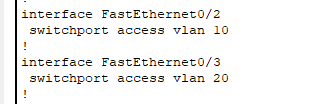 interface FastEthernet0/2
switchport access vlan 10
!
interface FastEthernet0/3
switchport access vlan 20
!